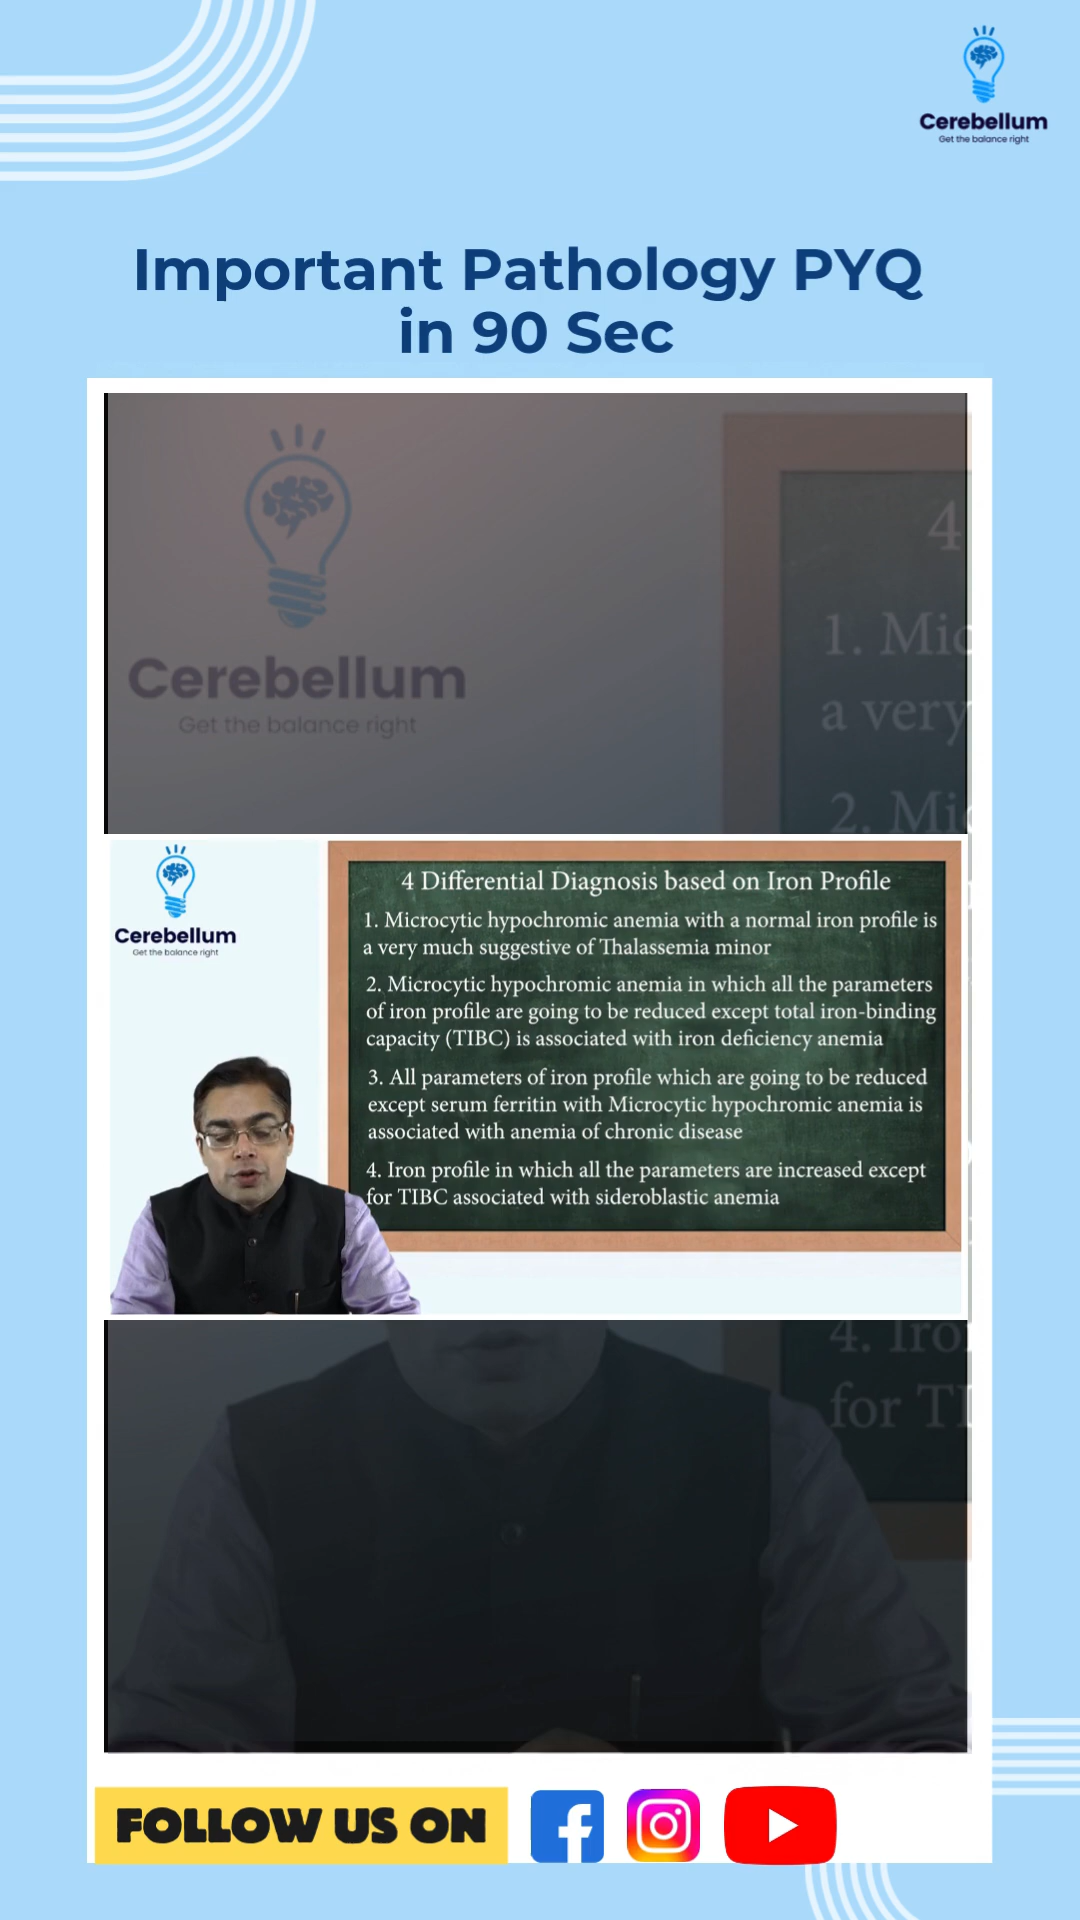 Cerebellum
Get the balance right
Important Pathology PYQ
in 90 Sec
Cerebellum
Get the balance right
4
1. Mic
a very
2. Mi
Cerebellum
Get the balance right
4 Differential Diagnosis based on Iron Profile
1. Microcytic hypochromic anemia with a normal iron profile is
a very much suggestive of Thalassemia minor
2. Microcytic hypochromic anemia in which all the parameters
of iron profile are going to be reduced except total iron-binding
capacity (TIBC) is associated with iron deficiency anemia
3. All parameters of iron profile which are going to be reduced
except serum ferritin with Microcytic hypochromic anemia is
associated with anemia of chronic disease
4. Iron profile in which all the parameters are increased except
for TIBC associated with sideroblastic anemia
4. Iro
for TI
FOLLOW US ON